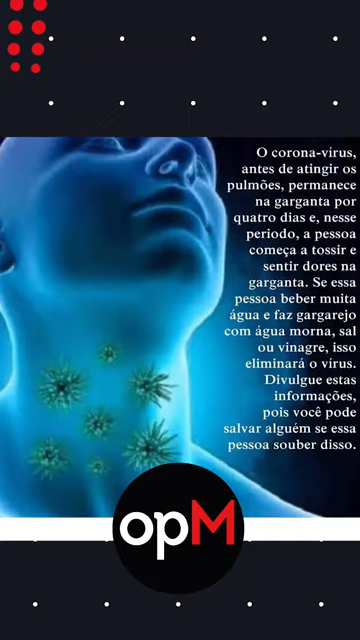 O corona-vírus,
antes de atingir os
pulmões, permanece
na garganta por
quatro dias e, nesse
periodo, a pessoa
começa a tossir e
sentir dores na
garganta. Se essa
pessoa beber muita
água e faz gargarejo
com água morna, sal
ou vinagre, isso
eliminará o vírus.
Divulgue estas
informações,
pois você pode
salvar alguém se essa
pessoa souber disso.
opM